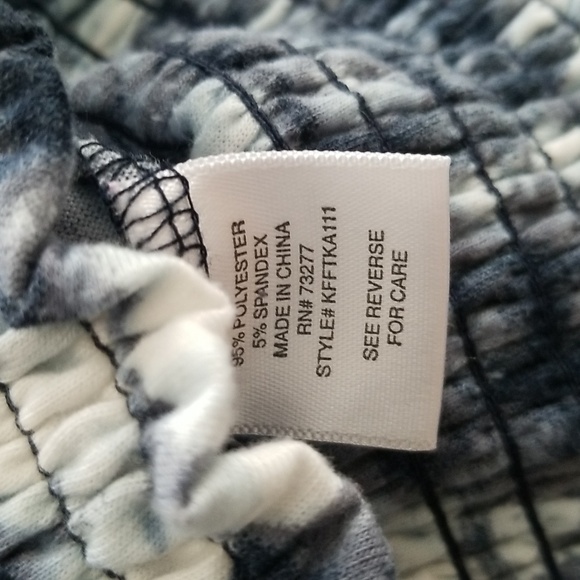 95% POLYESTER
5% SPANDEX
MADE IN CHINA
RN# 73277
STYLE# KFFTKA111
SEE REVERSE
FOR CARE